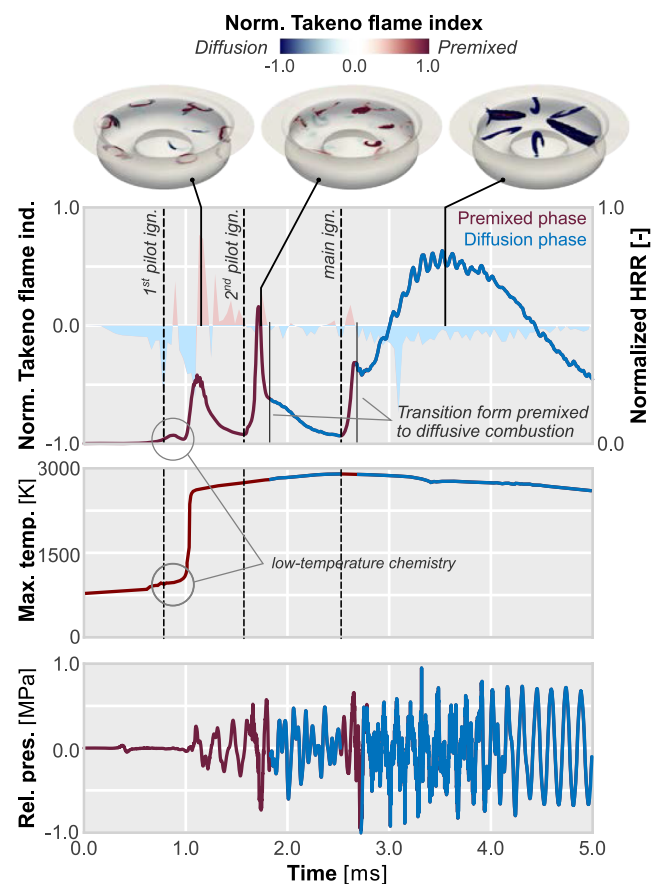 Norm. Takeno flame index
Diffusion
Premixed
-1.0 0.0 1.0
1.0
0.0
-1.0
Norm. Takeno flame ind.
1st pilot ign.
2nd pilot ign.
main ign.
Premixed phase
Diffusion phase
1.0
0.0
Normalized HRR [-]
Transition form premixed
to diffusive combustion
3000
1500
0
Max. temp. [K]
low-temperature chemistry
1.0
0.0
-1.0
Rel. pres. [MPa]
0.0 1.0 2.0 3.0 4.0 5.0
Time [ms]